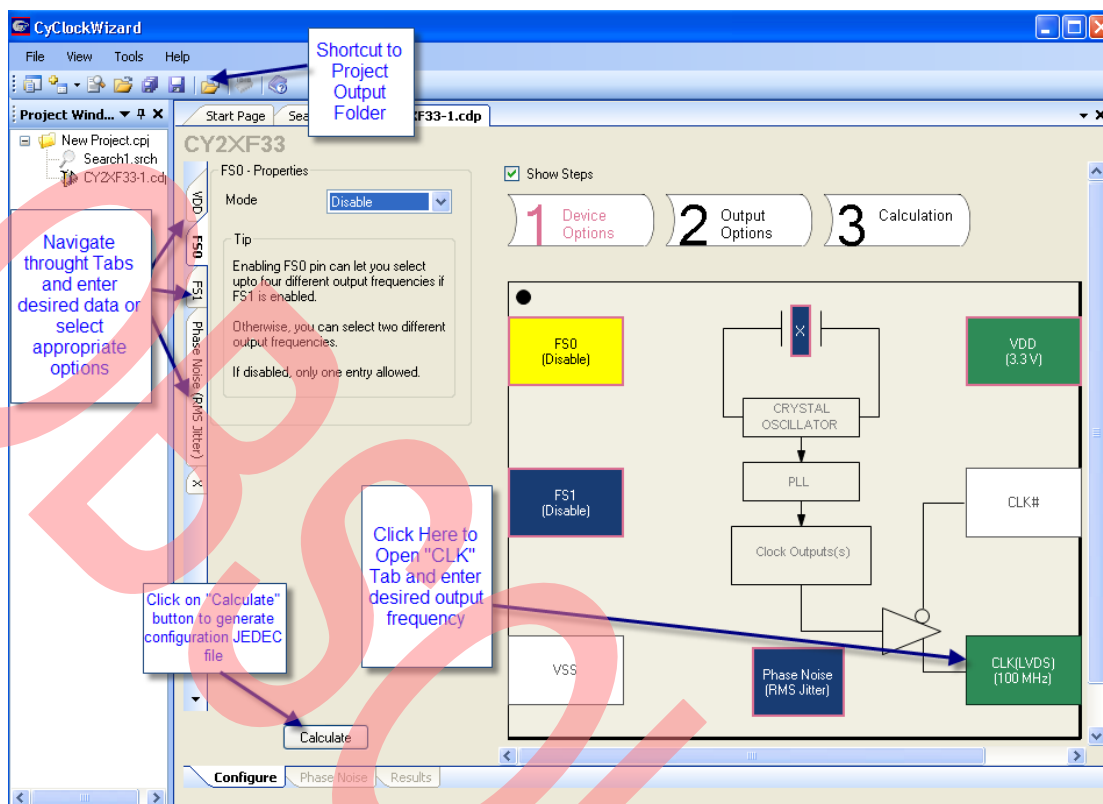 CyClockWizard
File View Tools Help
Shortcut to
Project
Output
Folder
Project Wind...
Start Page
F33-1.cdp
New Project.cpj
Search1.srch
CY2XF33-1.cd
CY2XF33
VDD
FS0
FS1
Phase Noise (RMS Jitter)
X
FS0 - Properties
Mode
Disable
Tip
Enabling FS0 pin can let you select
upto four different output frequencies if
FS1 is enabled.
Otherwise, you can select two different
output frequencies.
If disabled, only one entry allowed.
Navigate
throught Tabs
and enter
desired data or
select
appropriate
options
Show Steps
1 Device
Options
2 Output
Options
3 Calculation
FS0
(Disable)
X
VDD
(3.3 V)
CRYSTAL
OSCILLATOR
PLL
FS1
(Disable)
CLK#
Clock Outputs(s)
Click Here to
Open "CLK"
Tab and enter
desired output
frequency
Click on "Calculate"
button to generate
configuration JEDEC
file
VSS
Phase Noise
(RMS Jitter)
CLK(LVDS)
(100 MHz)
Calculate
Configure Phase Noise Results
OBSOL